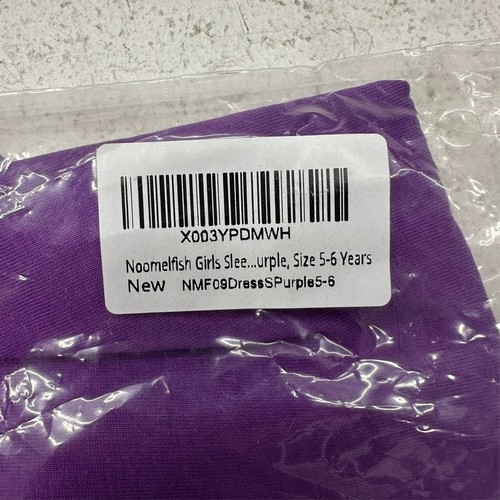 X003YPDMWH
Noomelfish Girls Slee...urple, Size 5-6 Years
New NMF09DressSPurple5-6